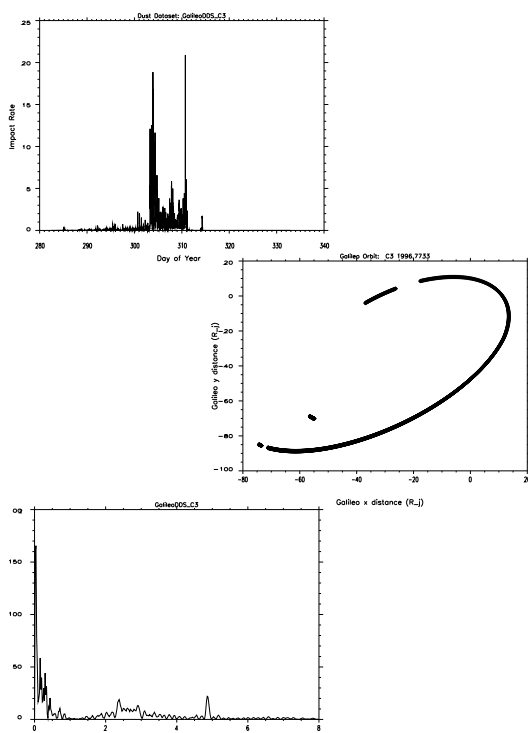 Dust Dataset: GalileoDDS_C3
.25
.20
.15
.10
5
0
Impact Rate
280 290 300 310 320 330 340
Day of Year
Galileo Orbit: C3 1996.7733
20
0
-20
-40
-60
-80
-100
Galileo y distance (R_j)
-80 -60 -40 -20 0 20
Galileo x distance (R_j)
GalileoDDS_C3
00
150
100
50
0
0 2 4 6 8